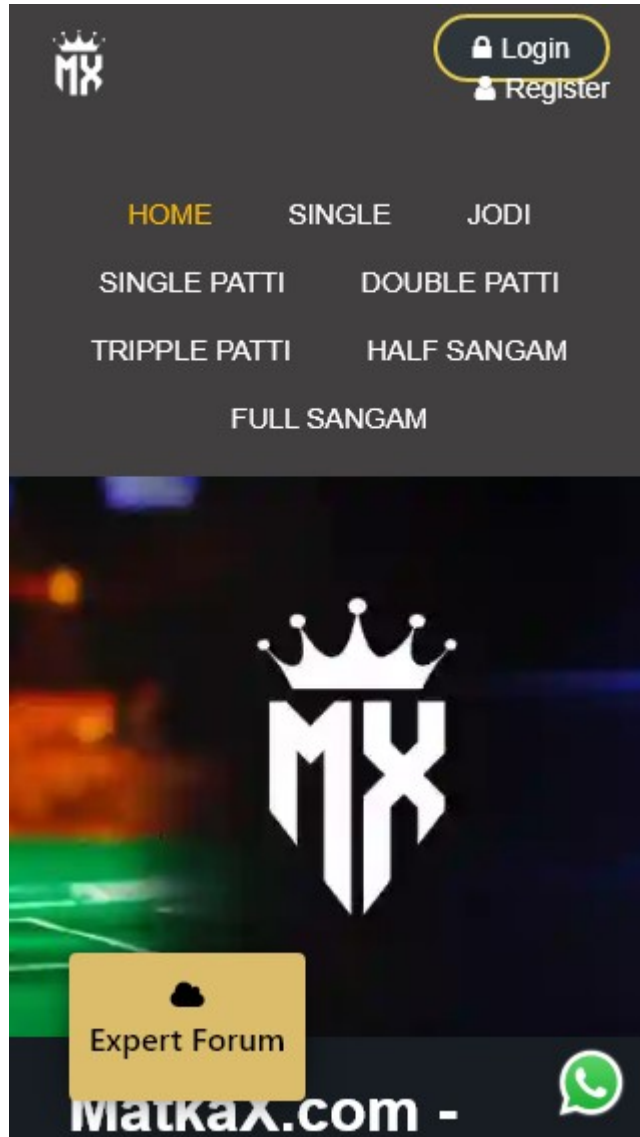 MX
Login
Register
HOME SINGLE JODI
SINGLE PATTI DOUBLE PATTI
TRIPPLE PATTI HALF SANGAM
FULL SANGAM
MX
Expert Forum
MatkaX.com -